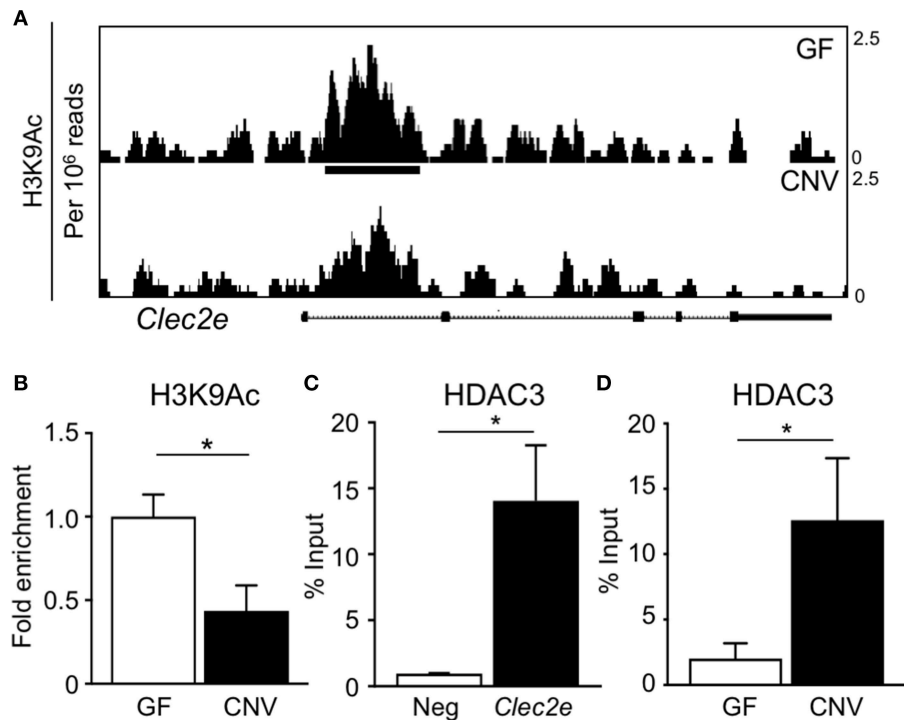 A
H3K9Ac
Per 10⁶ reads
GF
2.5
0
CNV
2.5
0
Clec2e
B
H3K9Ac
Fold enrichment
1.5
1.0
0.5
0
*
GF
CNV
C
HDAC3
% Input
20
15
10
5
0
*
Neg
Clec2e
D
HDAC3
% Input
20
15
10
5
0
*
GF
CNV